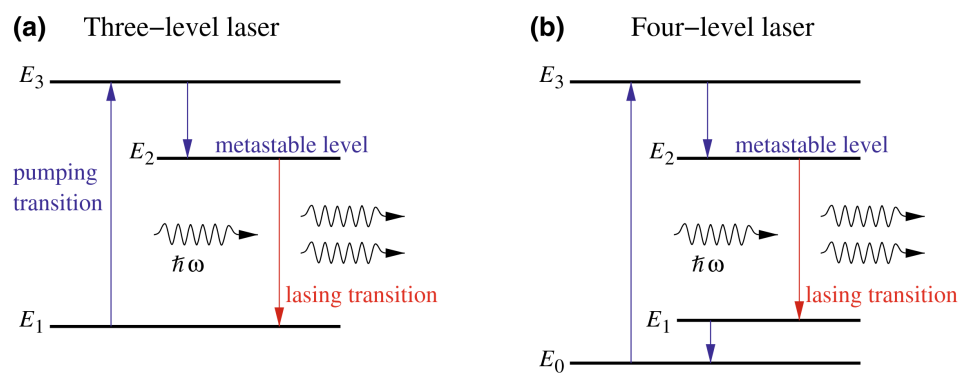 (a) Three–level laser
E3
metastable level
E2
pumping
transition
ħω
lasing transition
E1
(b) Four–level laser
E3
metastable level
E2
ħω
lasing transition
E1
E0